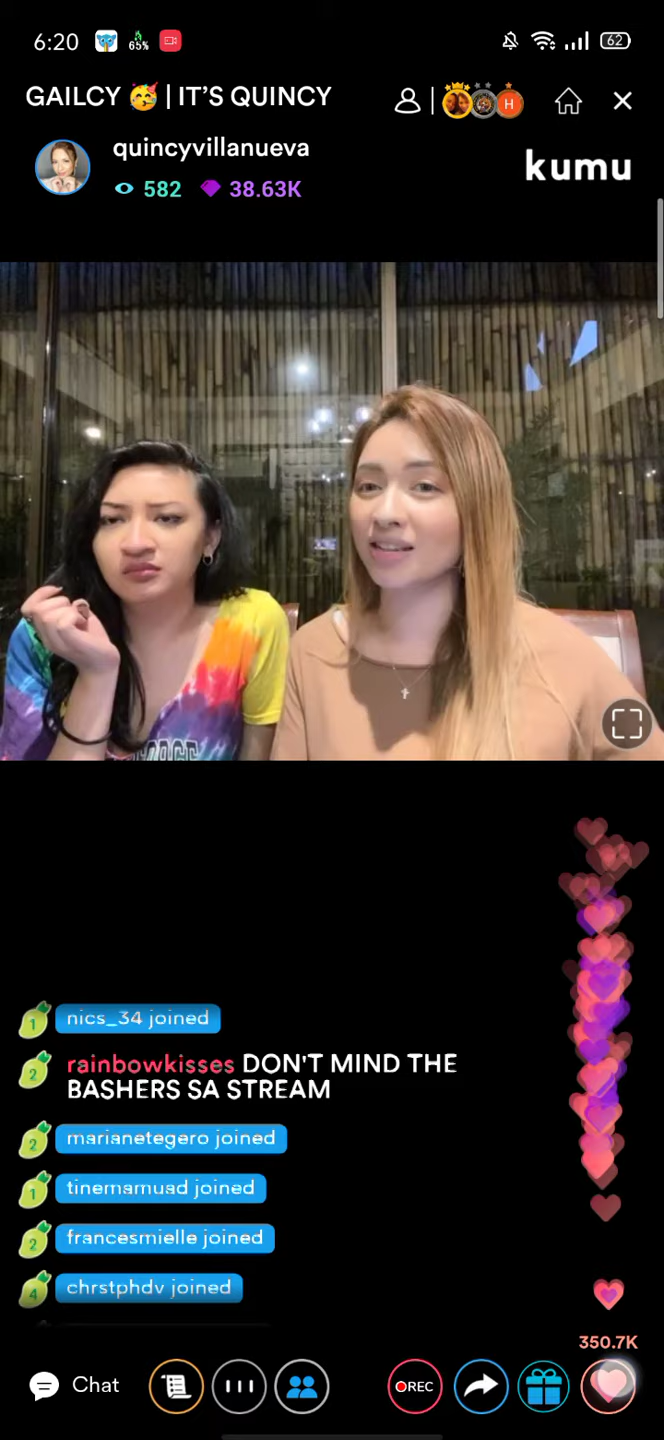 6:20
65%
62
GAILCY 🥳 | IT'S QUINCY
H
quincyvillanueva
582 38.63K
kumu
1 nics_34 joined
2 rainbowkisses DON'T MIND THE
BASHERS SA STREAM
2 marianetegero joined
1 tinemamuad joined
2 francesmielle joined
4 chrstphdv joined
350.7K
Chat
REC